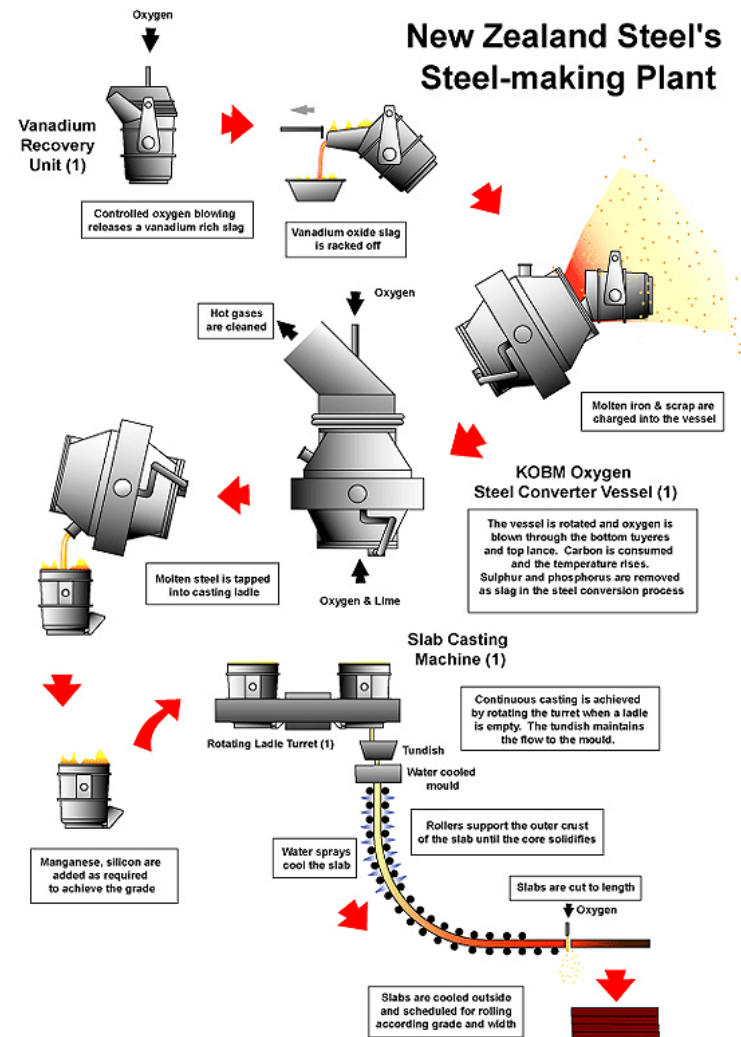 Oxygen
New Zealand Steel's
Steel-making Plant
Vanadium
Recovery
Unit (1)
Controlled oxygen blowing
releases a vanadium rich slag
Vanadium oxide slag
is racked off
Molten iron & scrap are
charged into the vessel
Hot gases
are cleaned
Oxygen
KOBM Oxygen
Steel Converter Vessel (1)
The vessel is rotated and oxygen is
blown through the bottom tuyeres
and top lance. Carbon is consumed
and the temperature rises.
Sulphur and phosphorus are removed
as slag in the steel conversion process
Oxygen & Lime
Molten steel is tapped
into casting ladle
Manganese, silicon are
added as required
to achieve the grade
Slab Casting
Machine (1)
Rotating Ladle Turret (1)
Continuous casting is achieved
by rotating the turret when a ladle
is empty. The tundish maintains
the flow to the mould.
Tundish
Water cooled
mould
Rollers support the outer crust
of the slab until the core solidifies
Water sprays
cool the slab
Slabs are cut to length
Oxygen
Slabs are cooled outside
and scheduled for rolling
according grade and width